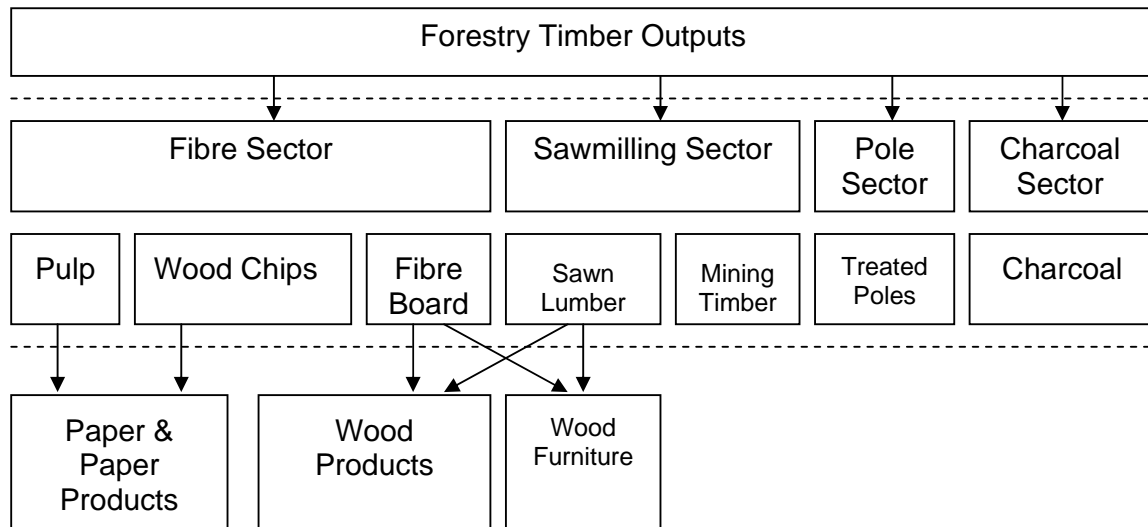 Forestry Timber Outputs
Fibre Sector
Sawmilling Sector
Pole
Sector
Charcoal
Sector
Pulp
Wood Chips
Fibre
Board
Sawn
Lumber
Mining
Timber
Treated
Poles
Charcoal
Paper &
Paper
Products
Wood
Products
Wood
Furniture